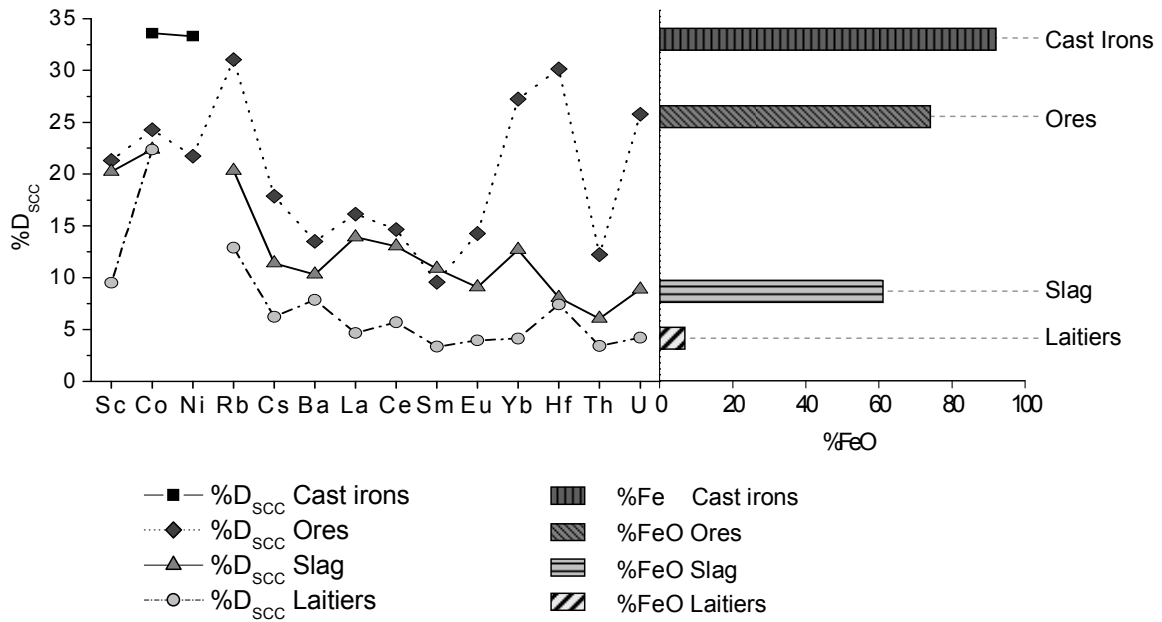 35
30
25
20
15
10
5
0
%D_SCC
Sc Co Ni Rb Cs Ba La Ce Sm Eu Yb Hf Th U
0 20 40 60 80 100
%FeO
Cast Irons
Ores
Slag
Laitiers
%D_SCC Cast irons
%D_SCC Ores
%D_SCC Slag
%D_SCC Laitiers
%Fe Cast irons
%FeO Ores
%FeO Slag
%FeO Laitiers